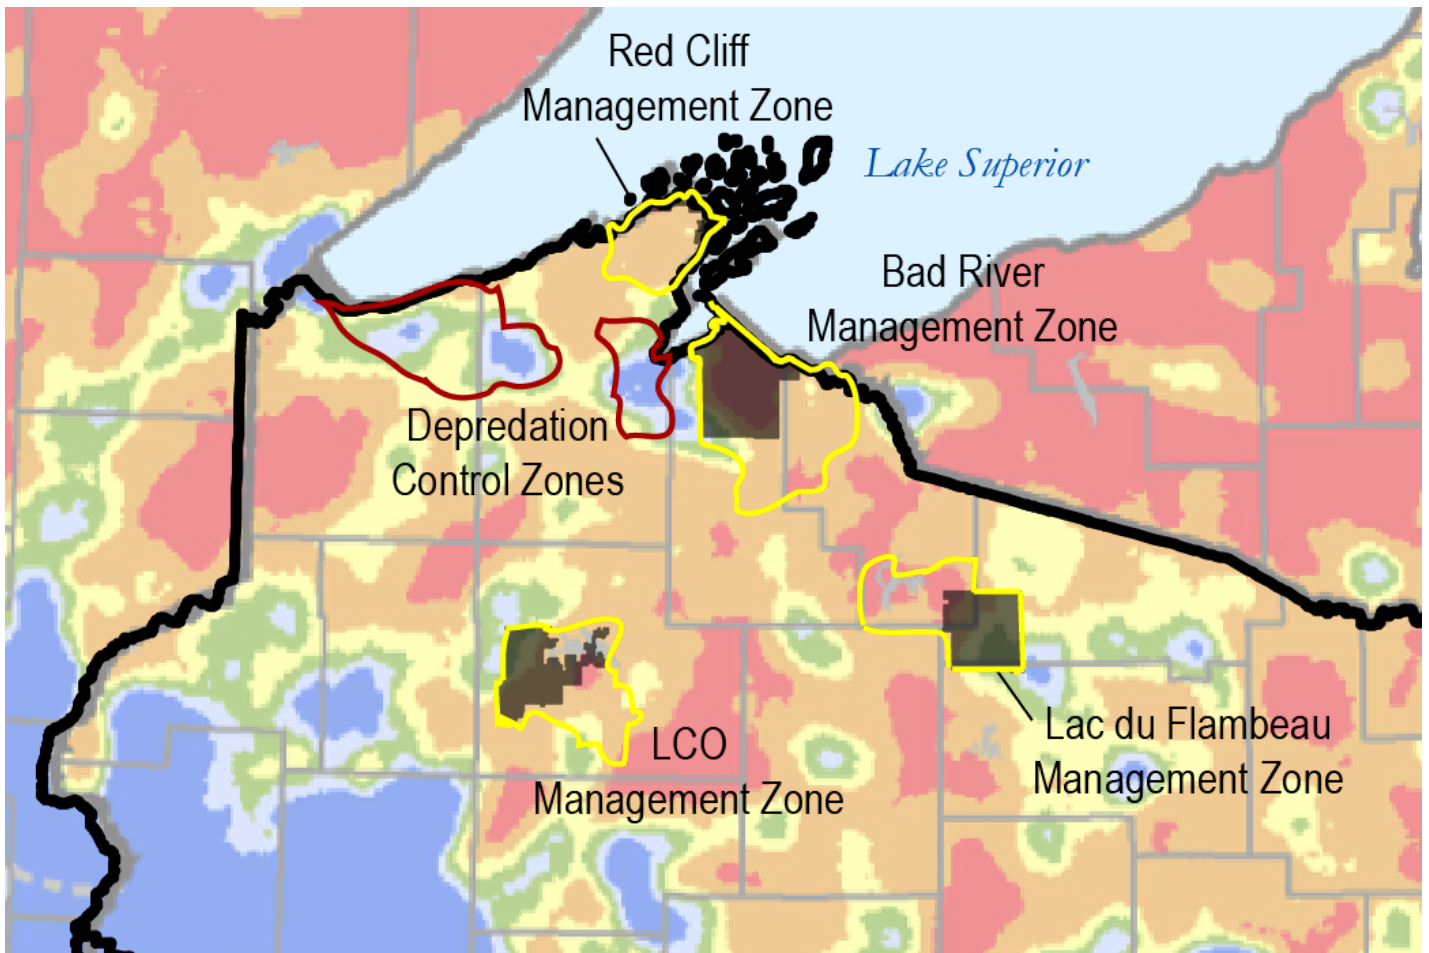 Red Cliff
Management Zone
Lake Superior
Bad River
Management Zone
Depredation
Control Zones
LCO
Management Zone
Lac du Flambeau
Management Zone